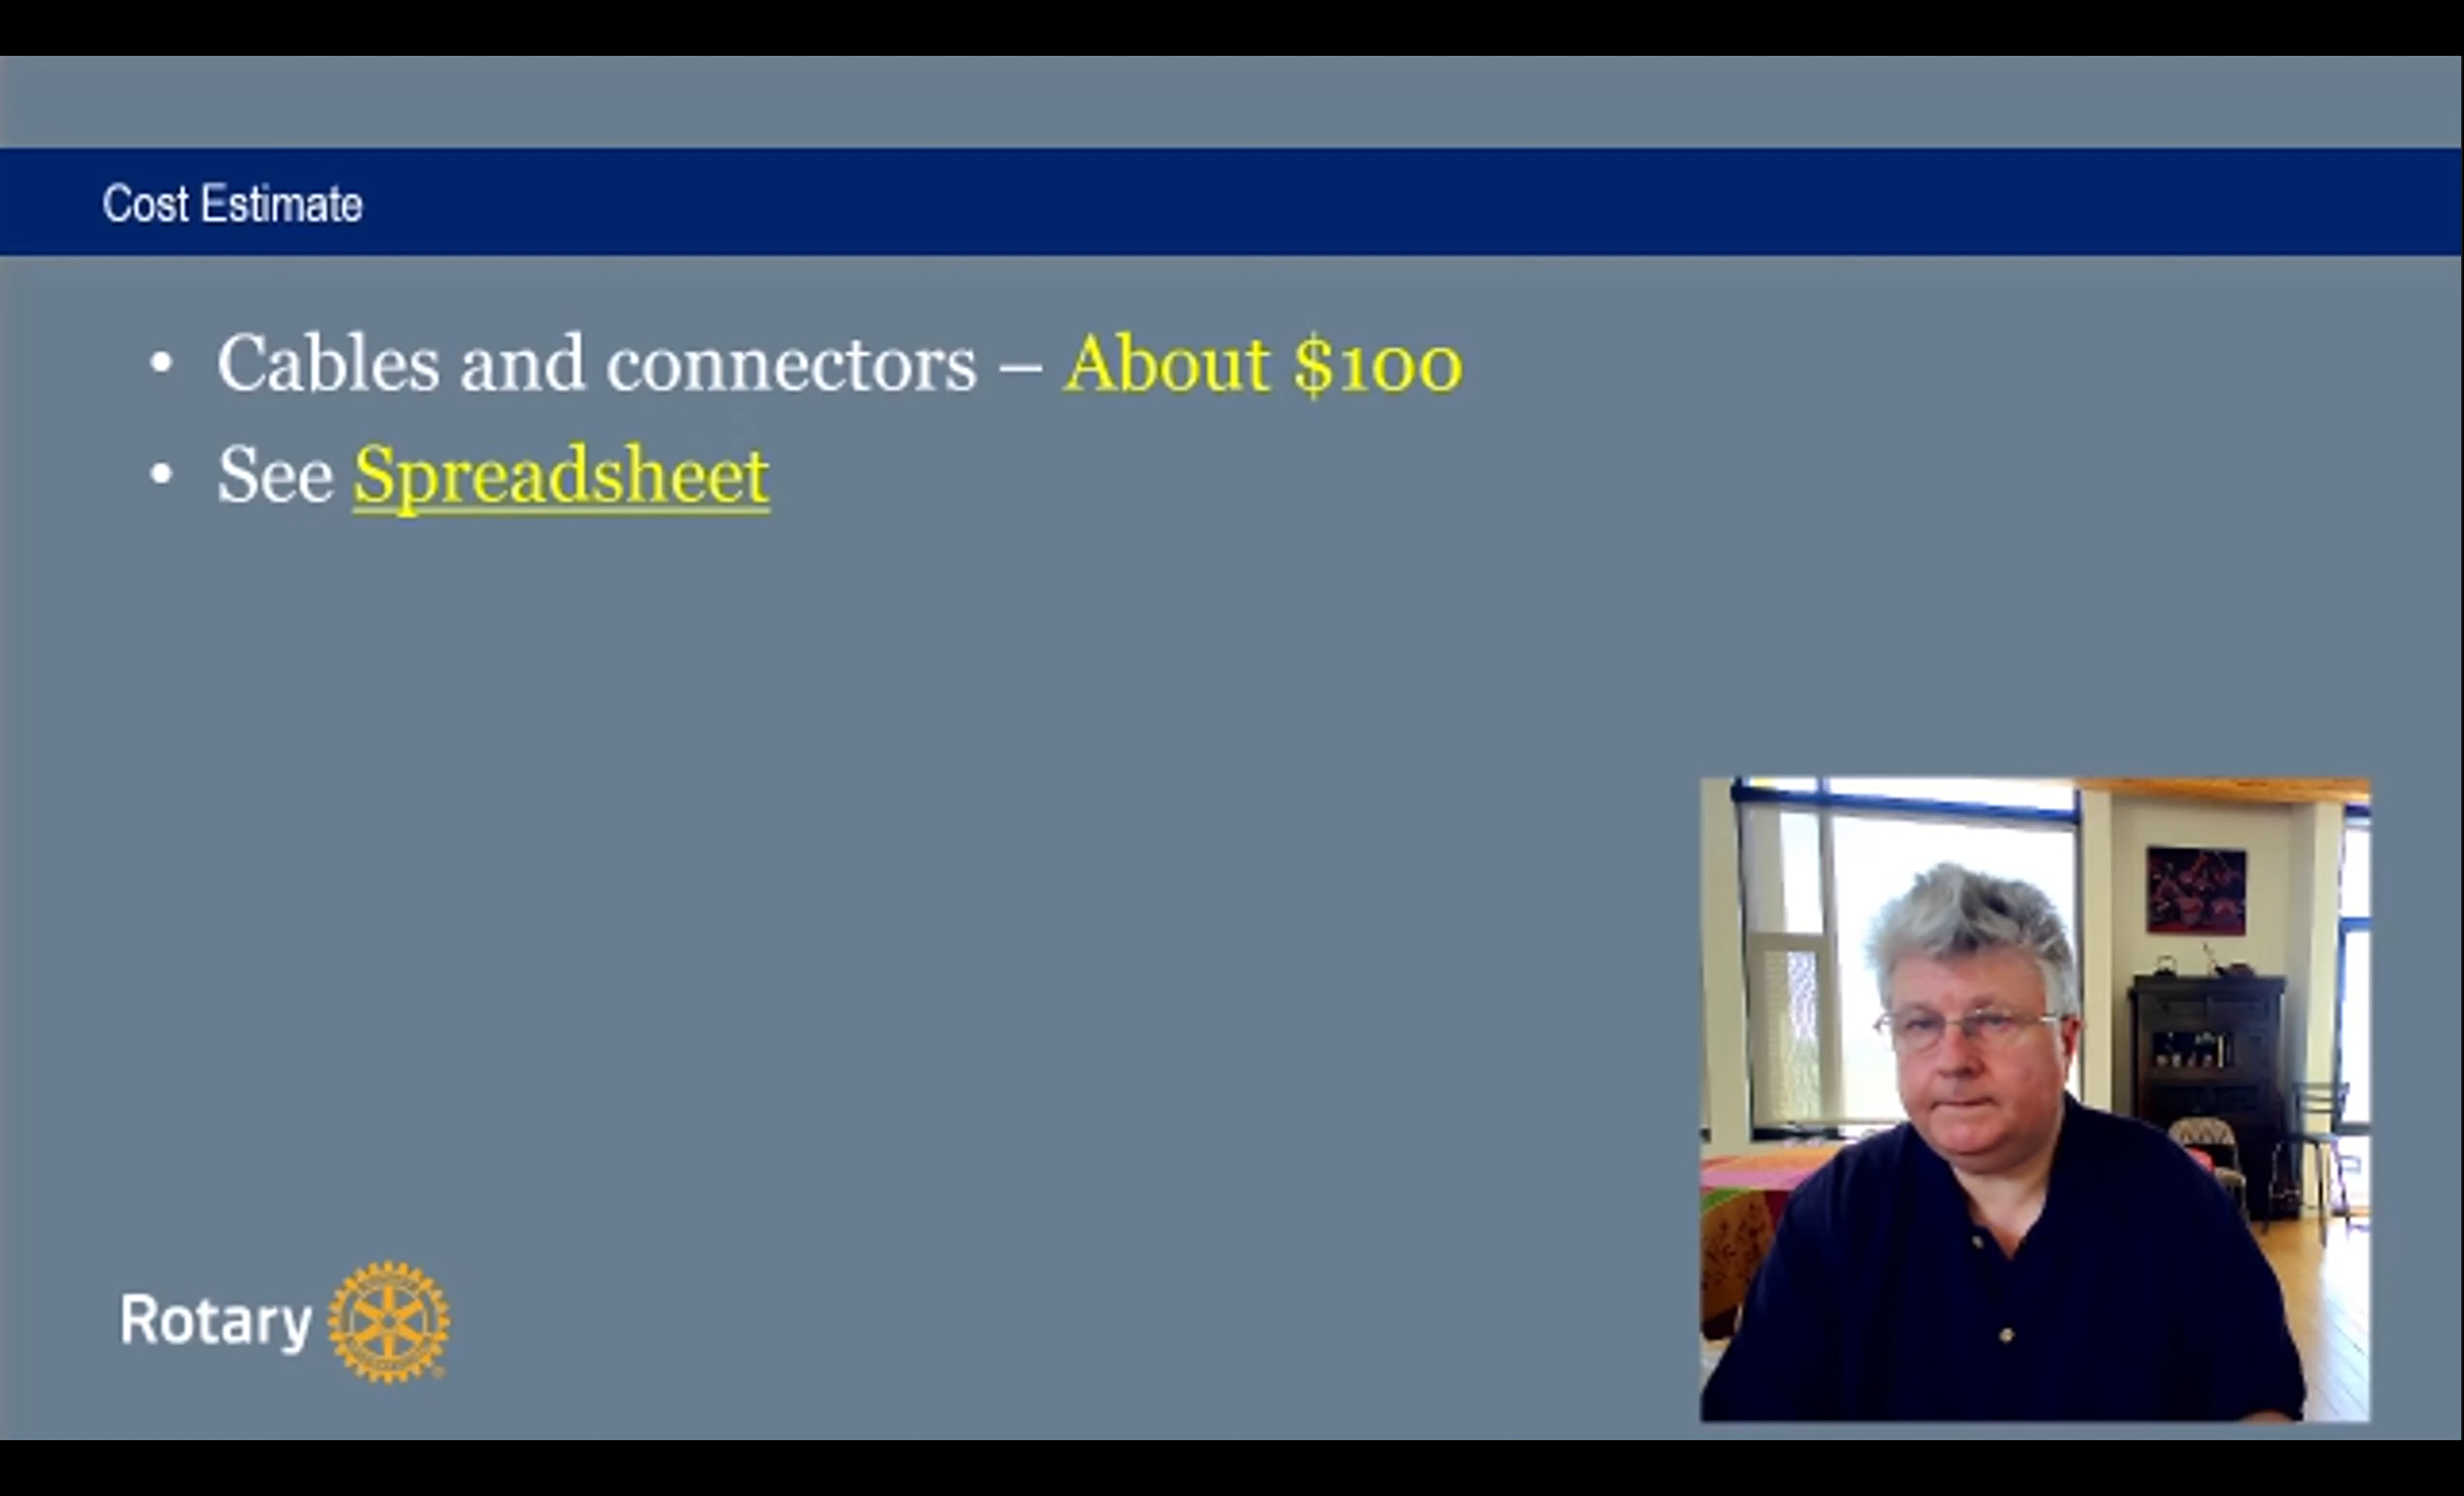 Cost Estimate
• Cables and connectors – About $100
• See Spreadsheet
Rotary